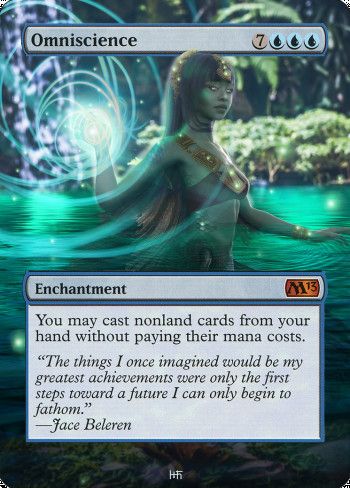 Omniscience 7
Enchantment M13
You may cast nonland cards from your
hand without paying their mana costs.
“The things I once imagined would be my
greatest achievements were only the first
steps toward a future I can only begin to
fathom.”
—Jace Beleren